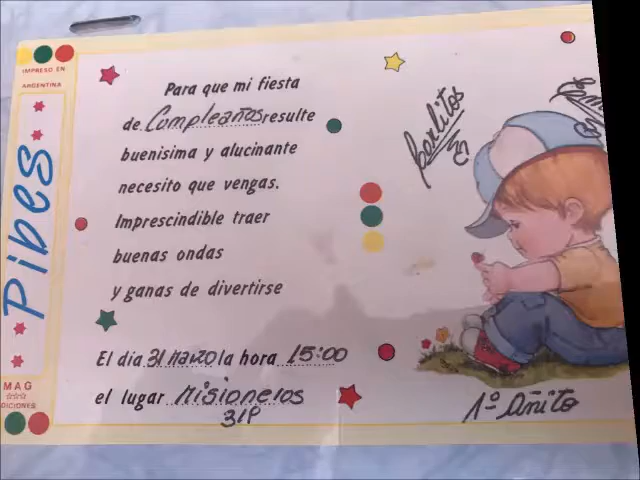 IMPRESO EN
ARGENTINA
Pibes
MAG
DICIONES
Para que mi fiesta
de Cumpleaños resulte
buenisima y alucinante
necesito que vengas.
Imprescindible traer
buenas ondas
y ganas de divertirse
El dia 31 marzo la hora 15:00
el lugar Misioneros
318
Carlitos
1º Añito